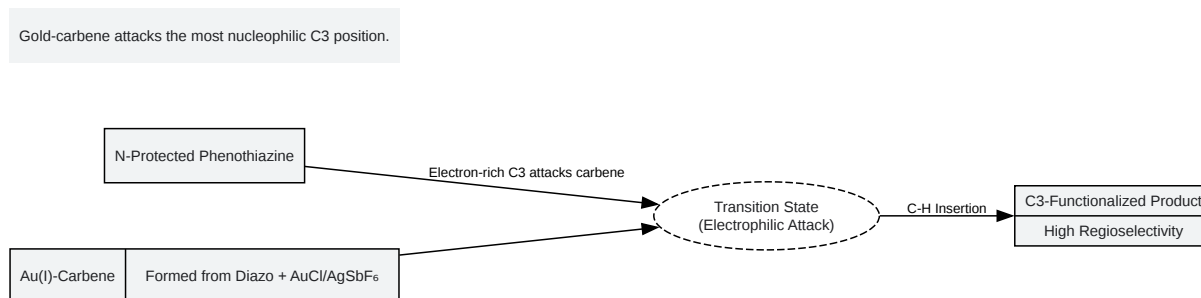 Gold-carbene attacks the most nucleophilic C3 position.
N-Protected Phenothiazine
Electron-rich C3 attacks carbene
Transition State
(Electrophilic Attack)
C-H Insertion
C3-Functionalized Product
High Regioselectivity
Au(I)-Carbene
Formed from Diazo + AuCl/AgSbF₆